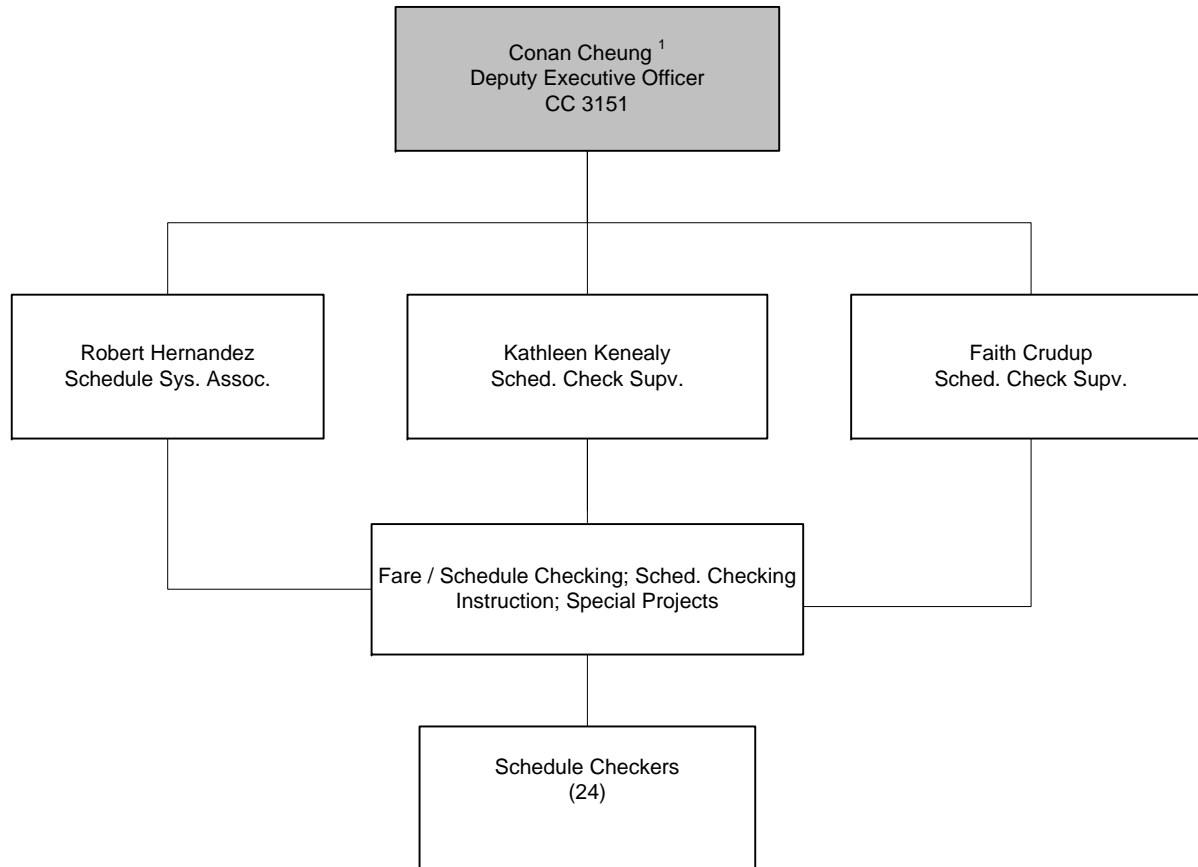 Conan Cheung 1
Deputy Executive Officer
CC 3151
Robert Hernandez
Schedule Sys. Assoc.
Kathleen Kenealy
Sched. Check Supv.
Faith Crudup
Sched. Check Supv.
Fare / Schedule Checking; Sched. Checking
Instruction; Special Projects
Schedule Checkers
(24)